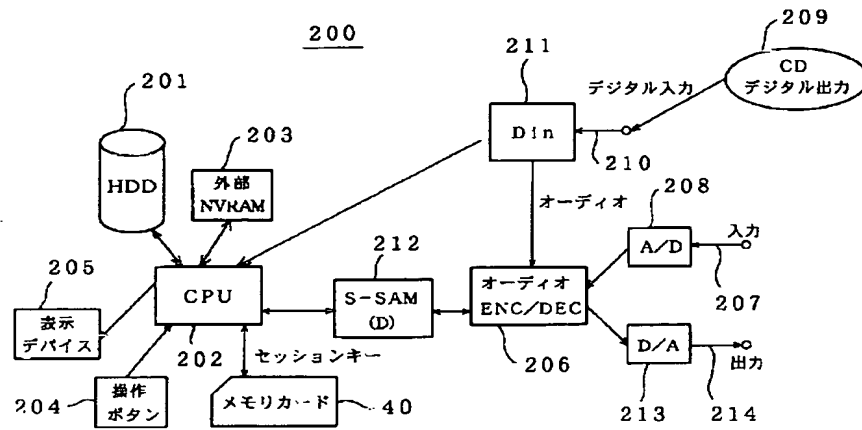 200
209
CD
デジタル出力
211
デジタル入力
Din
210
201
HDD
203
外部
NVRAM
オーディオ
208
A/D
入力
207
212
205
表示
デバイス
CPU
202
S-SAM
(D)
オーディオ
ENC/DEC
206
D/A
出力
213
214
セッションキー
204
操作
ボタン
メモリカード
40